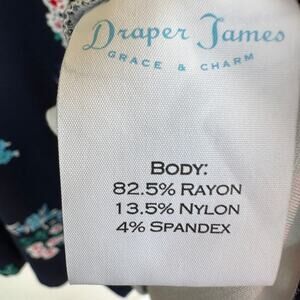 Draper James
GRACE & CHARM
BODY:
82.5% RAYON
13.5% NYLON
4% SPANDEX